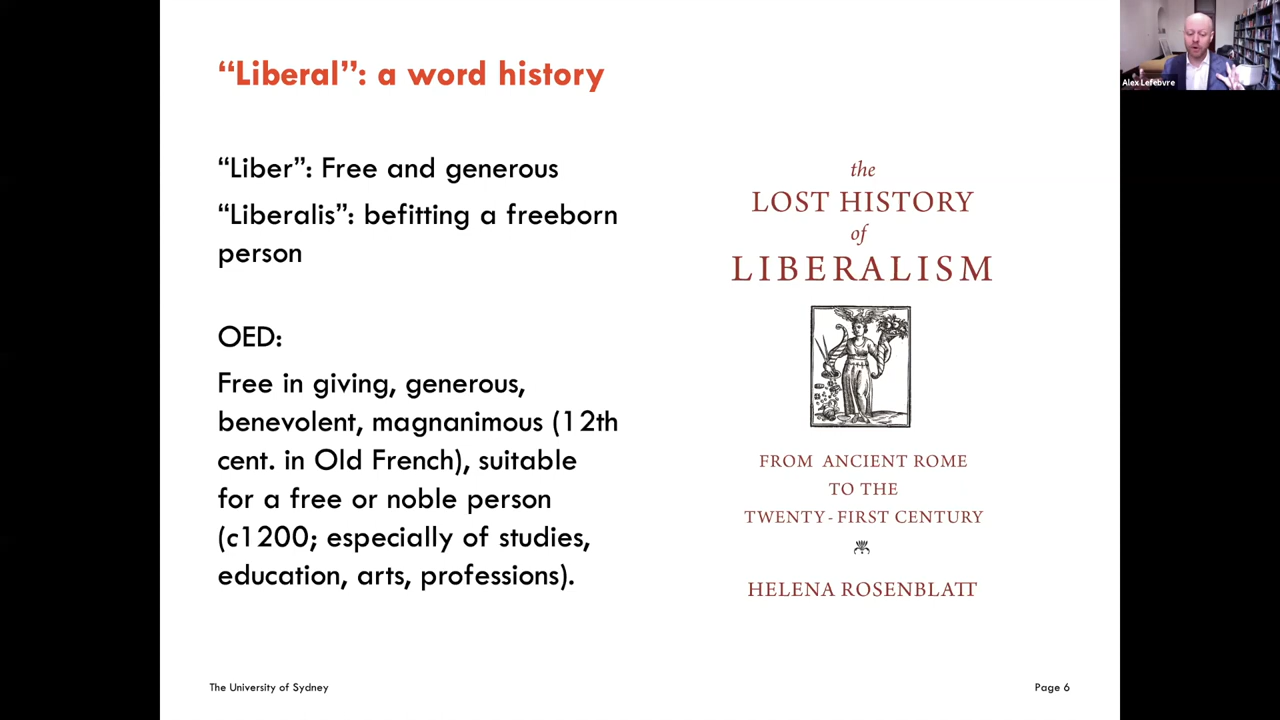 “Liberal”: a word history
Alex Lefebvre
“Liber”: Free and generous
“Liberalis”: befitting a freeborn
person
OED:
Free in giving, generous,
benevolent, magnanimous (12th
cent. in Old French), suitable
for a free or noble person
(c1200; especially of studies,
education, arts, professions).
the
LOST HISTORY
of
LIBERALISM
FROM ANCIENT ROME
TO THE
TWENTY-FIRST CENTURY
HELENA ROSENBLATT
The University of Sydney
Page 6